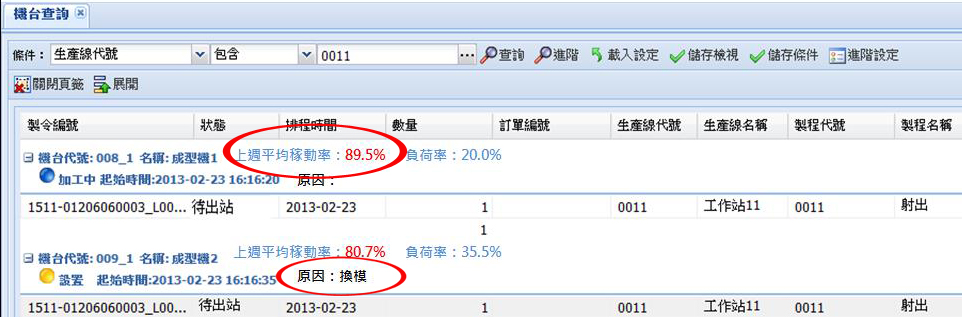 機台查詢
條件： 生產線代號 包含 0011 ... 查詢 進階 載入設定 儲存檢視 儲存條件 進階設定
關閉頁籤 展開
製令編號 狀態 排程時間 數量 訂單編號 生產線代號 生產線名稱 製程代號 製程名稱
機台代號: 008_1 名稱: 成型機1 上週平均稼動率：89.5% 負荷率：20.0%
加工中 起始時間:2013-02-23 16:16:20 原因：
1511-01206060003_L00... 待出站 2013-02-23 1 0011 工作站11 0011 射出
1
機台代號: 009_1 名稱: 成型機2 上週平均稼動率：80.7% 負荷率：35.5%
設置 起始時間:2013-02-23 16:16:35 原因：換模
1511-01206060003_L00... 待出站 2013-02-23 1 0011 工作站11 0011 射出